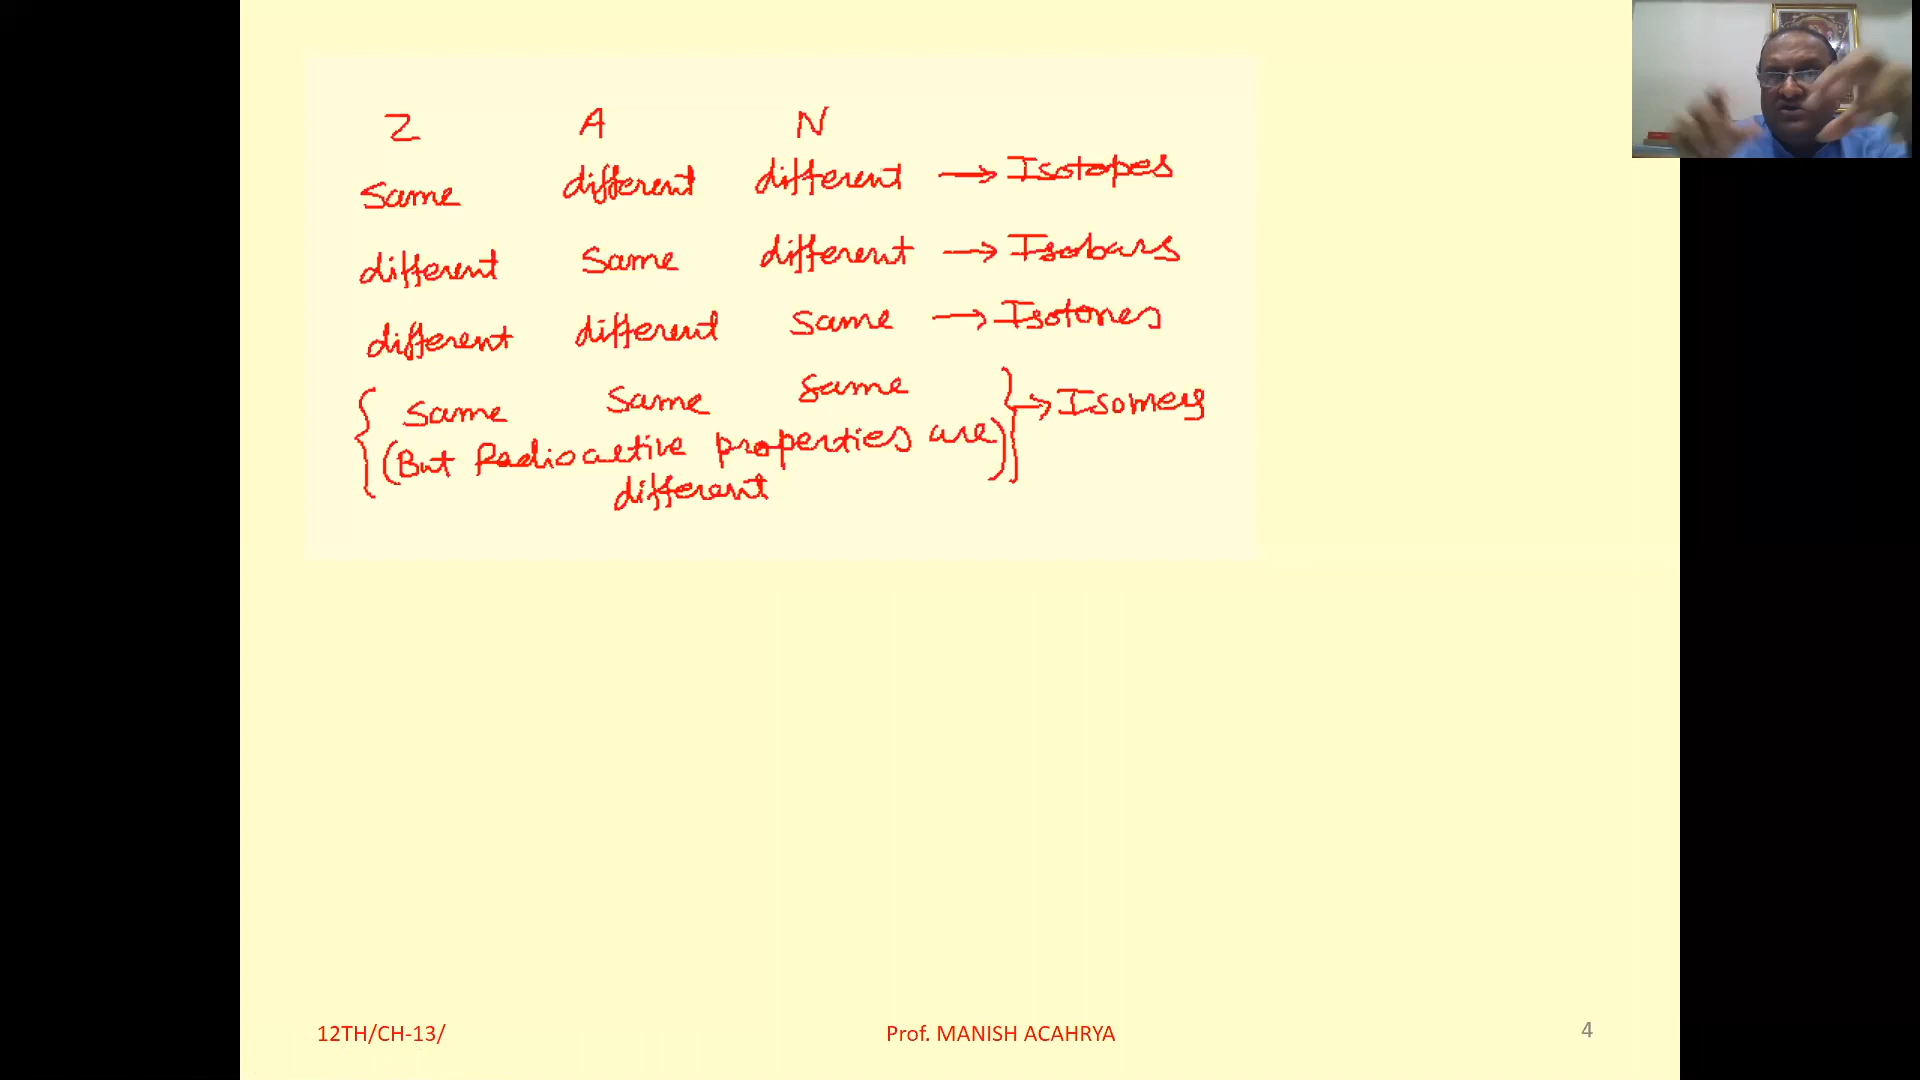 Z A N
Same different different → Isotopes
different Same different → Isobars
different different Same → Isotones
{ Same Same Same } → Isomers
(But Radioactive properties are)
different
12TH/CH-13/ Prof. MANISH ACAHRYA 4